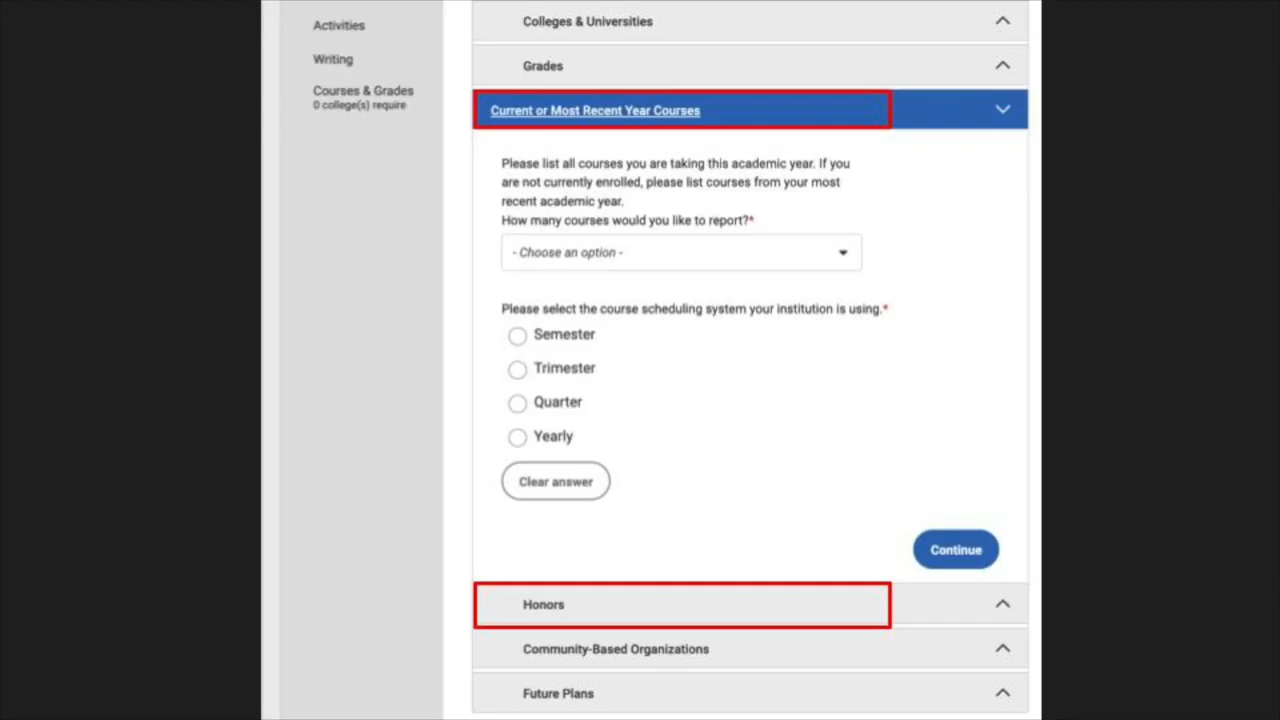 Activities
Writing
Courses & Grades
0 college(s) require
Colleges & Universities
Grades
Current or Most Recent Year Courses
Please list all courses you are taking this academic year. If you
are not currently enrolled, please list courses from your most
recent academic year.
How many courses would you like to report?*
- Choose an option -
Please select the course scheduling system your institution is using.*
Semester
Trimester
Quarter
Yearly
Clear answer
Continue
Honors
Community-Based Organizations
Future Plans